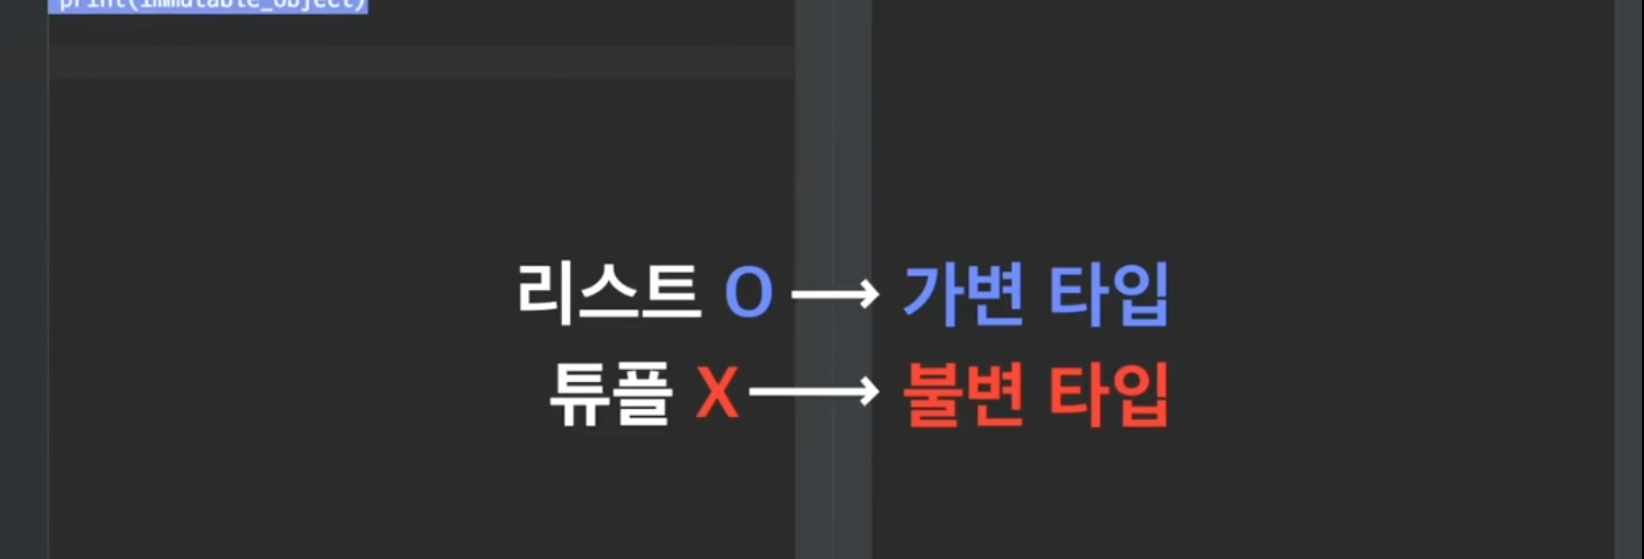 print(immutable_object)
리스트 O → 가변 타입
튜플 X → 불변 타입